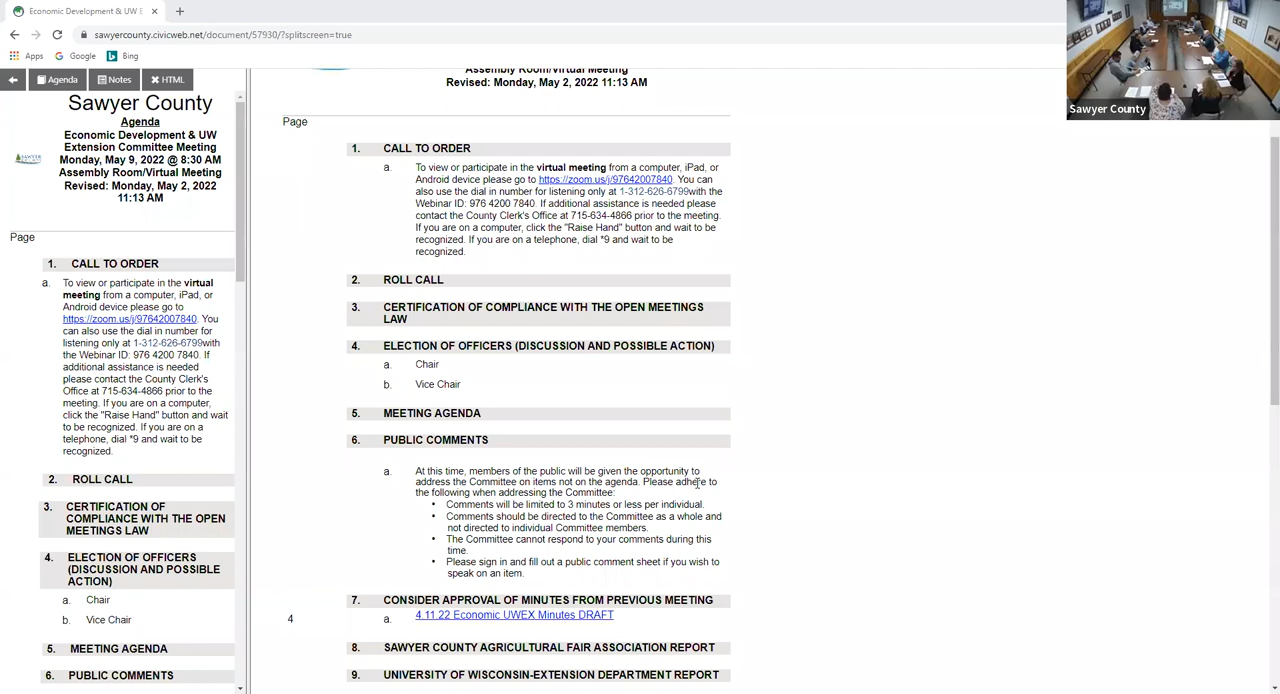 Economic Development & UW E
sawyercounty.civicweb.net/document/57930/?splitscreen=true
Apps
Google
Bing
Agenda
Notes
HTML
Sawyer County
Agenda
Economic Development & UW
Extension Committee Meeting
Monday, May 9, 2022 @ 8:30 AM
Assembly Room/Virtual Meeting
Revised: Monday, May 2, 2022
11:13 AM
Page
1. CALL TO ORDER
a. To view or participate in the virtual
meeting from a computer, iPad, or
Android device please go to
https://zoom.us/j/97642007840. You
can also use the dial in number for
listening only at 1-312-626-6799with
the Webinar ID: 976 4200 7840. If
additional assistance is needed
please contact the County Clerk's
Office at 715-634-4866 prior to the
meeting. If you are on a computer,
click the "Raise Hand" button and wait
to be recognized. If you are on a
telephone, dial *9 and wait to be
recognized.
2. ROLL CALL
3. CERTIFICATION OF
COMPLIANCE WITH THE OPEN
MEETINGS LAW
4. ELECTION OF OFFICERS
(DISCUSSION AND POSSIBLE
ACTION)
a. Chair
b. Vice Chair
5. MEETING AGENDA
6. PUBLIC COMMENTS
Assembly Room/Virtual Meeting
Revised: Monday, May 2, 2022 11:13 AM
Page
1. CALL TO ORDER
a. To view or participate in the virtual meeting from a computer, iPad, or
Android device please go to https://zoom.us/j/97642007840. You can
also use the dial in number for listening only at 1-312-626-6799with the
Webinar ID: 976 4200 7840. If additional assistance is needed please
contact the County Clerk's Office at 715-634-4866 prior to the meeting.
If you are on a computer, click the "Raise Hand" button and wait to be
recognized. If you are on a telephone, dial *9 and wait to be
recognized.
2. ROLL CALL
3. CERTIFICATION OF COMPLIANCE WITH THE OPEN MEETINGS
LAW
4. ELECTION OF OFFICERS (DISCUSSION AND POSSIBLE ACTION)
a. Chair
b. Vice Chair
5. MEETING AGENDA
6. PUBLIC COMMENTS
a. At this time, members of the public will be given the opportunity to
address the Committee on items not on the agenda. Please adhere to
the following when addressing the Committee:
• Comments will be limited to 3 minutes or less per individual.
• Comments should be directed to the Committee as a whole and
not directed to individual Committee members.
• The Committee cannot respond to your comments during this
time.
• Please sign in and fill out a public comment sheet if you wish to
speak on an item.
7. CONSIDER APPROVAL OF MINUTES FROM PREVIOUS MEETING
4 a. 4.11.22 Economic UWEX Minutes DRAFT
8. SAWYER COUNTY AGRICULTURAL FAIR ASSOCIATION REPORT
9. UNIVERSITY OF WISCONSIN-EXTENSION DEPARTMENT REPORT
Sawyer County